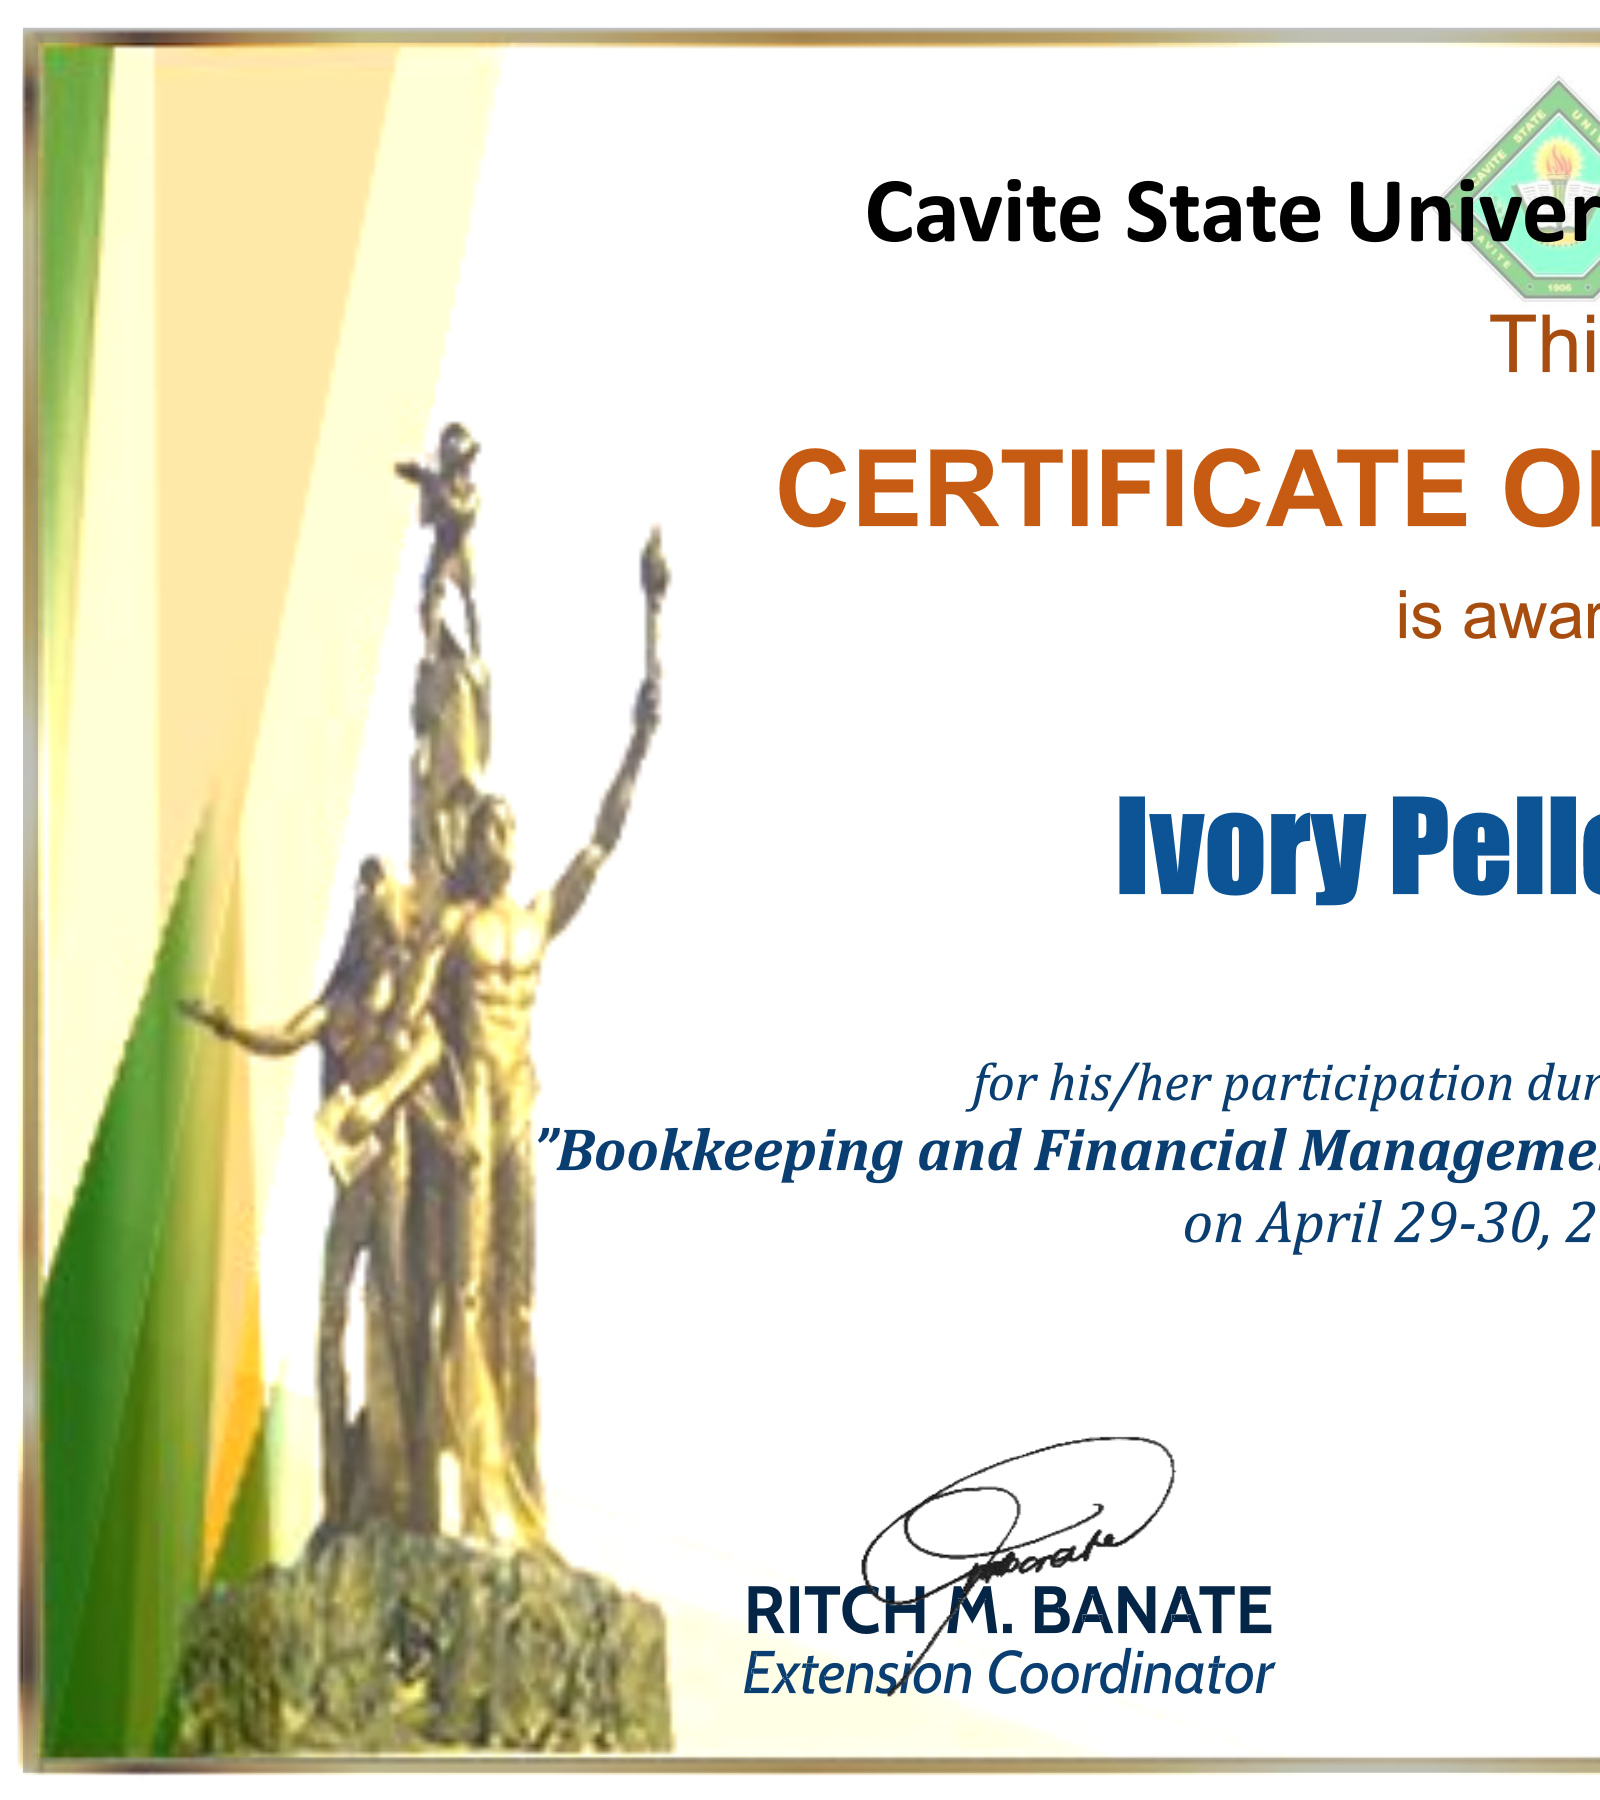 CAVITE STATE UNI
CAVITE
1906
Cavite State Univer
Thi
CERTIFICATE O
is awar
Ivory Pelle
for his/her participation dur
”Bookkeeping and Financial Manageme
on April 29-30, 2
RITCH M. BANATE
Extension Coordinator